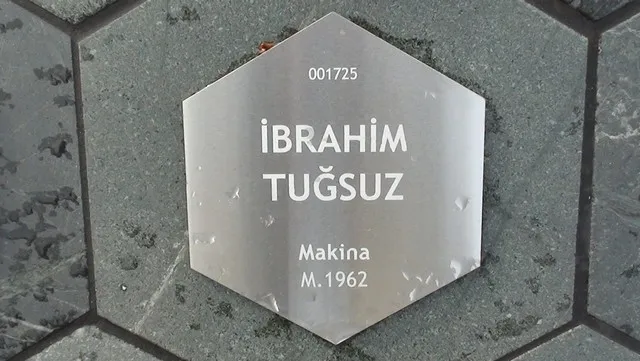 001725
İBRAHİM
TUĞSUZ
Makina
M.1962